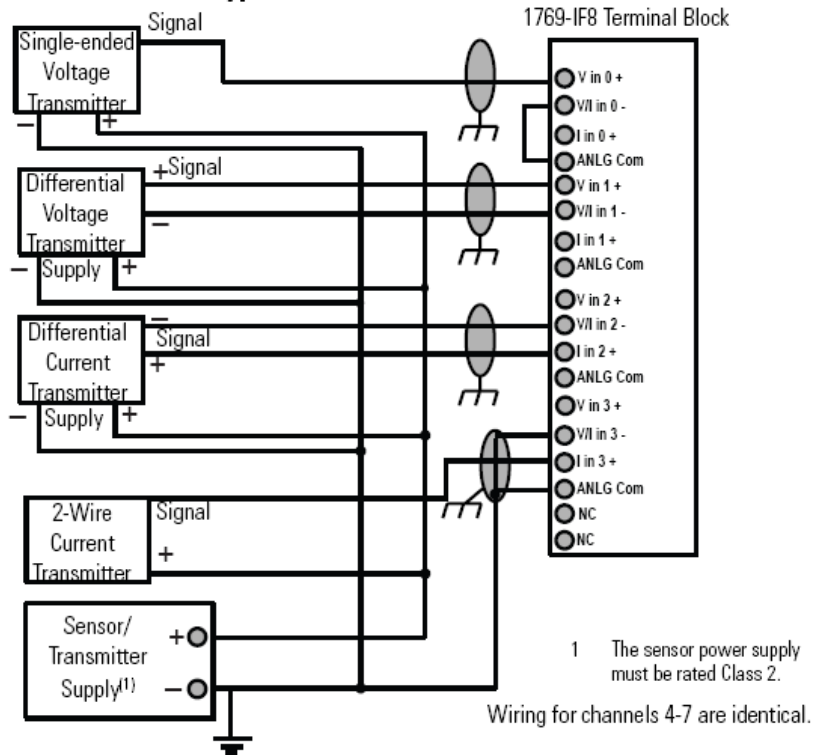 1769-IF8 Terminal Block
Single-ended
Voltage
Transmitter
Signal
−
+
Differential
Voltage
Transmitter
+Signal
−
− Supply +
Differential
Current
Transmitter
−
Signal
+
− Supply +
2-Wire
Current
Transmitter
Signal
+
Sensor/
Transmitter
Supply(1)
+
−
V in 0 +
V/I in 0 -
I in 0 +
ANLG Com
V in 1 +
V/I in 1 -
I in 1 +
ANLG Com
V in 2 +
V/I in 2 -
I in 2 +
ANLG Com
V in 3 +
V/I in 3 -
I in 3 +
ANLG Com
NC
NC
1 The sensor power supply
must be rated Class 2.
Wiring for channels 4-7 are identical.